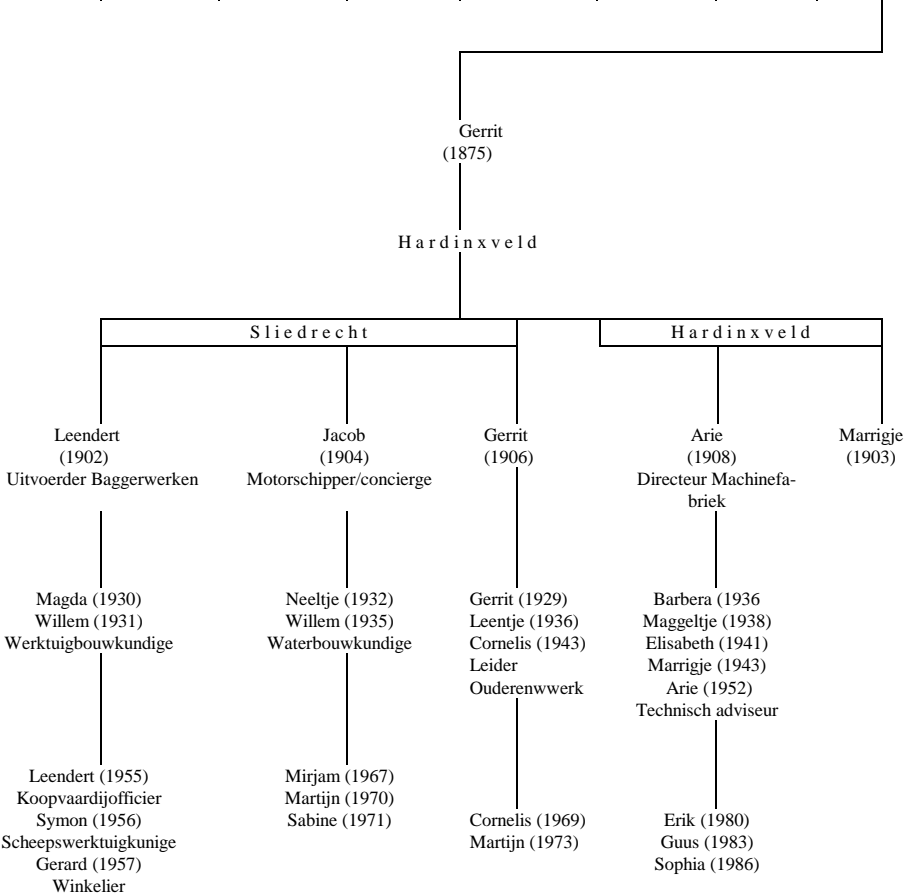 Gerrit
(1875)
Hardinxveld
Sliedrecht
Hardinxveld
Leendert
(1902)
Uitvoerder Baggerwerken
Jacob
(1904)
Motorschipper/concierge
Gerrit
(1906)
Arie
(1908)
Directeur Machinefa-
briek
Marrigje
(1903)
Magda (1930)
Willem (1931)
Werktuigbouwkundige
Neeltje (1932)
Willem (1935)
Waterbouwkundige
Gerrit (1929)
Leentje (1936)
Cornelis (1943)
Leider
Ouderenwwerk
Barbera (1936
Maggeltje (1938)
Elisabeth (1941)
Marrigje (1943)
Arie (1952)
Technisch adviseur
Leendert (1955)
Koopvaardijofficier
Symon (1956)
Scheepswerktuigkunige
Gerard (1957)
Winkelier
Mirjam (1967)
Martijn (1970)
Sabine (1971)
Cornelis (1969)
Martijn (1973)
Erik (1980)
Guus (1983)
Sophia (1986)